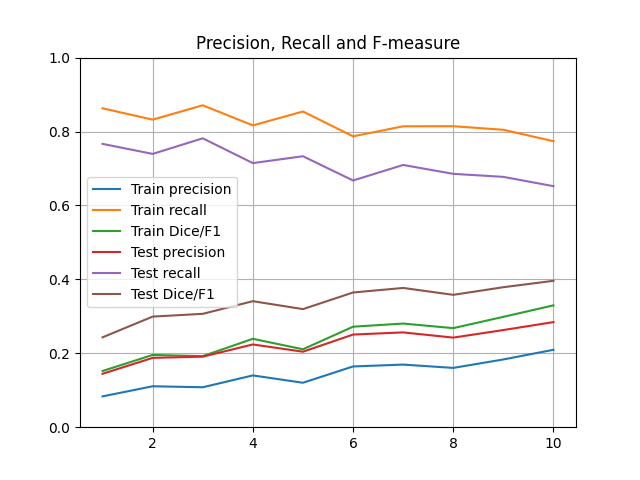 Precision, Recall and F-measure
1.0
0.8
0.6
0.4
0.2
0.0
Train precision
Train recall
Train Dice/F1
Test precision
Test recall
Test Dice/F1
2 4 6 8 10